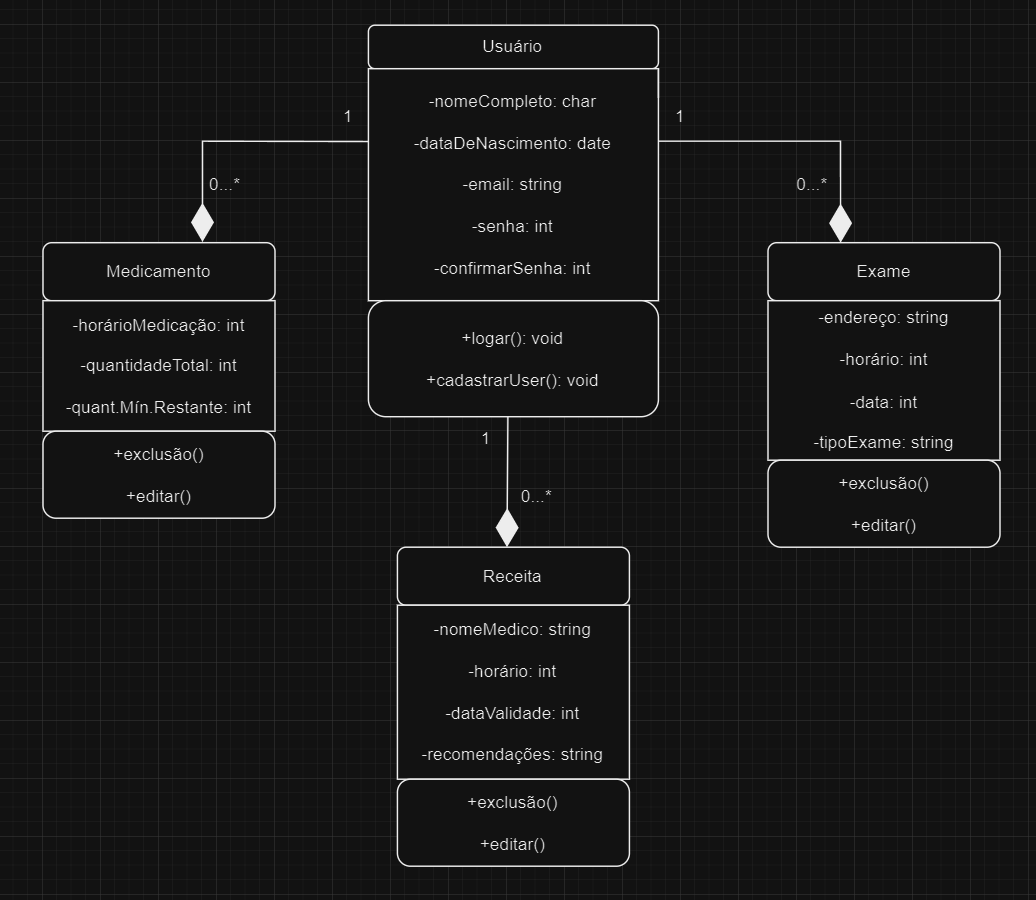 Usuário
-nomeCompleto: char
-dataDeNascimento: date
-email: string
-senha: int
-confirmarSenha: int
+logar(): void
+cadastrarUser(): void
1
0...*
1
0...*
1
0...*
Medicamento
-horárioMedicação: int
-quantidadeTotal: int
-quant.Mín.Restante: int
+exclusão()
+editar()
Exame
-endereço: string
-horário: int
-data: int
-tipoExame: string
+exclusão()
+editar()
Receita
-nomeMedico: string
-horário: int
-dataValidade: int
-recomendações: string
+exclusão()
+editar()